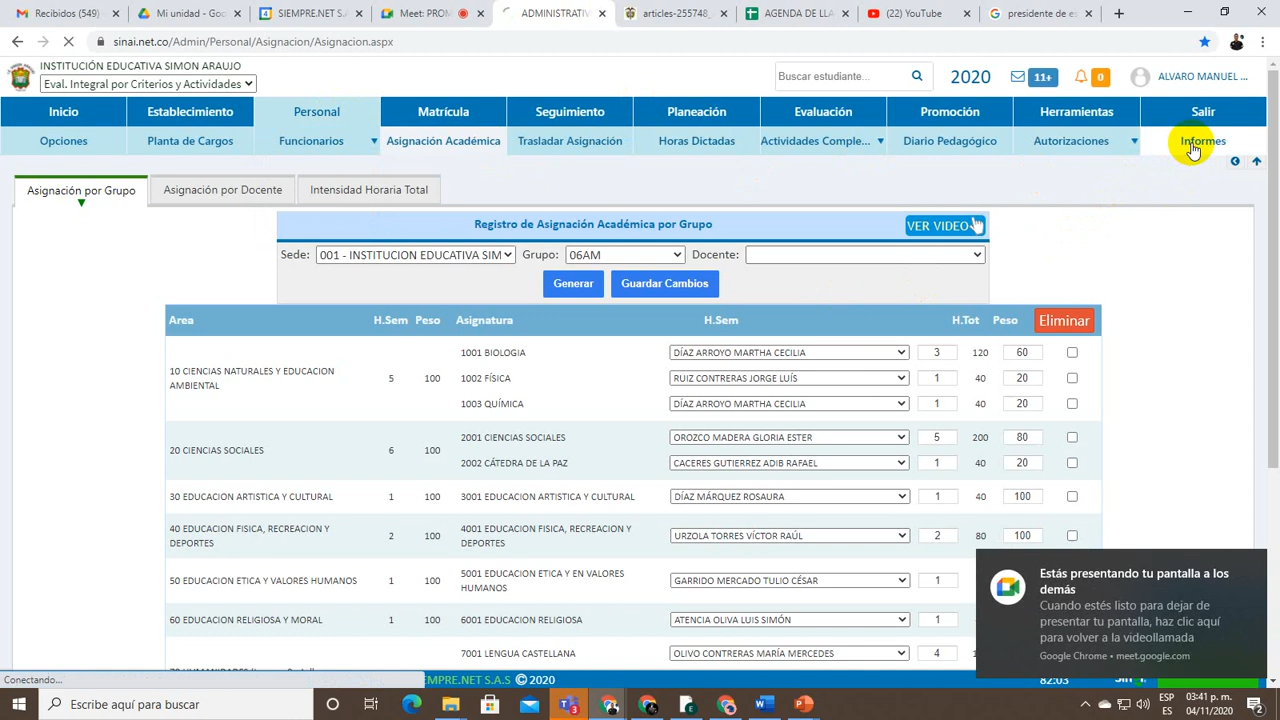 Recibidos (549)
Mi unidad - Goo
SIEMPRE.NET S.A.S
Meet: PROM
ADMINISTRATIV
articles-255748_
AGENDA DE LLA
(22) YouTube
presidente de es
sinai.net.co/Admin/Personal/Asignacion/Asignacion.aspx
INSTITUCIÓN EDUCATIVA SIMON ARAUJO
Eval. Integral por Criterios y Actividades
Buscar estudiante...
2020
11+
0
ALVARO MANUEL ...
Inicio
Establecimiento
Personal
Matrícula
Seguimiento
Planeación
Evaluación
Promoción
Herramientas
Salir
Opciones
Planta de Cargos
Funcionarios
Asignación Académica
Trasladar Asignación
Horas Dictadas
Actividades Comple...
Diario Pedagógico
Autorizaciones
Informes
Asignación por Grupo
Asignación por Docente
Intensidad Horaria Total
Registro de Asignación Académica por Grupo
VER VIDEO
Sede: 001 - INSTITUCION EDUCATIVA SIM Grupo: 06AM Docente:
Generar
Guardar Cambios
Area H.Sem Peso Asignatura H.Sem H.Tot Peso Eliminar
10 CIENCIAS NATURALES Y EDUCACION AMBIENTAL 5 100
1001 BIOLOGIA DÍAZ ARROYO MARTHA CECILIA 3 120 60
1002 FÍSICA RUIZ CONTRERAS JORGE LUÍS 1 40 20
1003 QUÍMICA DÍAZ ARROYO MARTHA CECILIA 1 40 20
20 CIENCIAS SOCIALES 6 100
2001 CIENCIAS SOCIALES OROZCO MADERA GLORIA ESTER 5 200 80
2002 CÁTEDRA DE LA PAZ CACERES GUTIERREZ ADIB RAFAEL 1 40 20
30 EDUCACION ARTISTICA Y CULTURAL 1 100 3001 EDUCACION ARTISTICA Y CULTURAL DÍAZ MÁRQUEZ ROSAURA 1 40 100
40 EDUCACION FISICA, RECREACION Y DEPORTES 2 100 4001 EDUCACION FISICA, RECREACION Y DEPORTES URZOLA TORRES VÍCTOR RAÚL 2 80 100
50 EDUCACION ETICA Y VALORES HUMANOS 1 100 5001 EDUCACION ETICA Y EN VALORES HUMANOS GARRIDO MERCADO TULIO CÉSAR 1
60 EDUCACION RELIGIOSA Y MORAL 1 100 6001 EDUCACION RELIGIOSA ATENCIA OLIVA LUIS SIMÓN 1
7001 LENGUA CASTELLANA OLIVO CONTRERAS MARÍA MERCEDES 4
Estás presentando tu pantalla a los
demás
Cuando estés listo para dejar de
presentar tu pantalla, haz clic aquí
para volver a la videollamada
Google Chrome • meet.google.com
Conectando...
SIEMPRE.NET S.A.S © 2020
82:03
Escribe aquí para buscar
ESP
ES
03:41 p. m.
04/11/2020
2